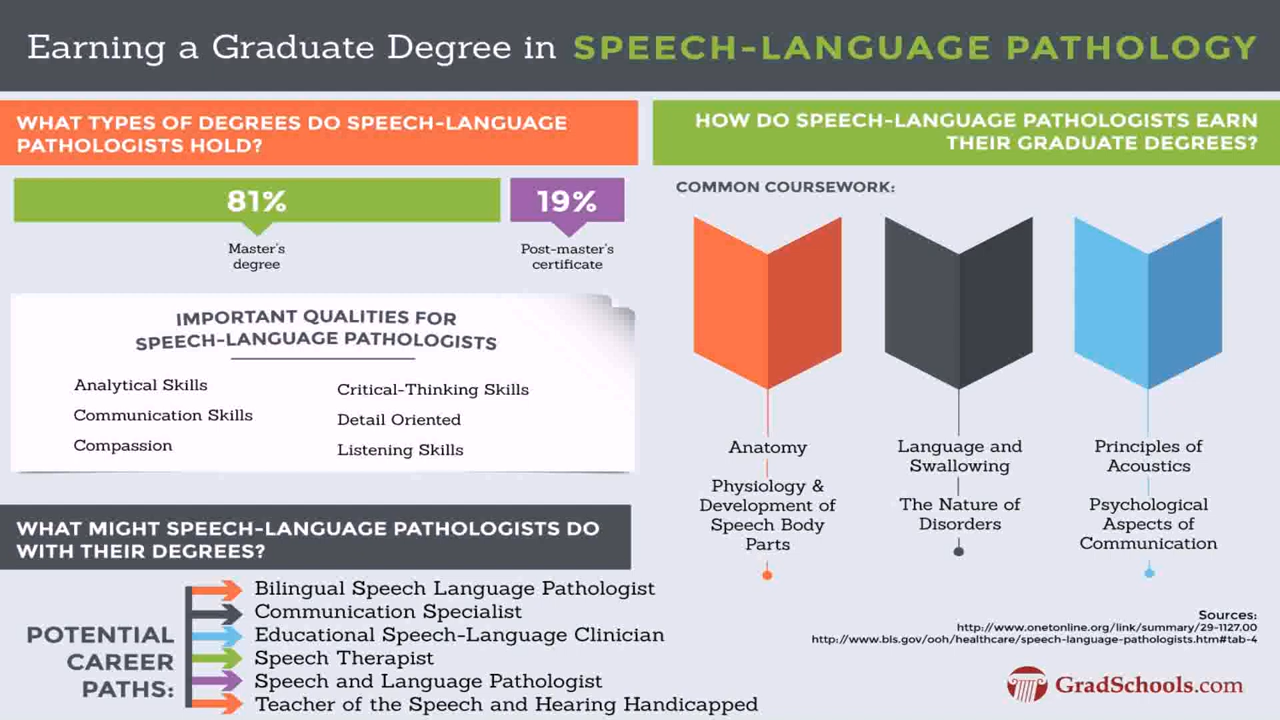 Earning a Graduate Degree in SPEECH-LANGUAGE PATHOLOGY
WHAT TYPES OF DEGREES DO SPEECH-LANGUAGE
PATHOLOGISTS HOLD?
81%
19%
Master's
degree
Post-master's
certificate
IMPORTANT QUALITIES FOR
SPEECH-LANGUAGE PATHOLOGISTS
Analytical Skills
Communication Skills
Compassion
Critical-Thinking Skills
Detail Oriented
Listening Skills
WHAT MIGHT SPEECH-LANGUAGE PATHOLOGISTS DO
WITH THEIR DEGREES?
POTENTIAL
CAREER
PATHS:
Bilingual Speech Language Pathologist
Communication Specialist
Educational Speech-Language Clinician
Speech Therapist
Speech and Language Pathologist
Teacher of the Speech and Hearing Handicapped
HOW DO SPEECH-LANGUAGE PATHOLOGISTS EARN
THEIR GRADUATE DEGREES?
COMMON COURSEWORK:
Anatomy
Physiology &
Development of
Speech Body
Parts
Language and
Swallowing
The Nature of
Disorders
Principles of
Acoustics
Psychological
Aspects of
Communication
Sources:
http://www.onetonline.org/link/summary/29-1127.00
http://www.bls.gov/ooh/healthcare/speech-language-pathologists.htm#tab-4
GradSchools.com